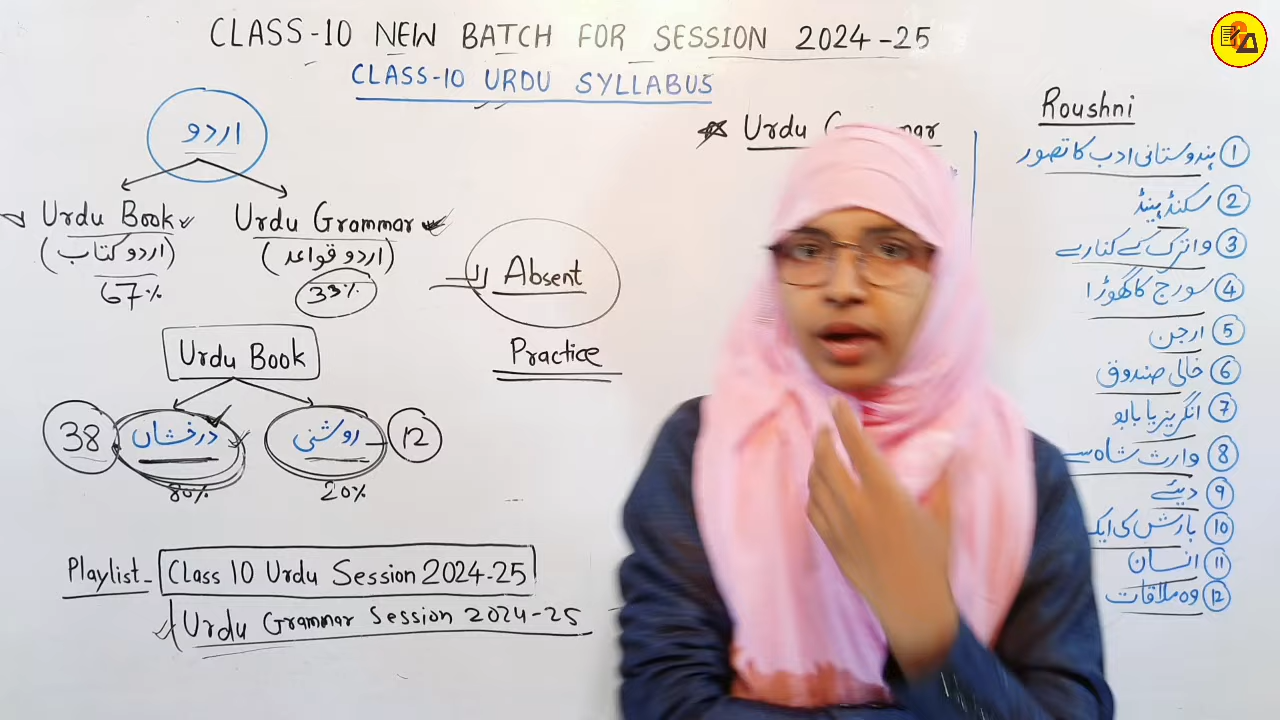 CLASS-10 NEW BATCH FOR SESSION 2024-25
CLASS-10 URDU SYLLABUS
اردو
Urdu Book
Urdu Grammar
(اردو کتاب)
(اردو قواعد)
67%
33%
Absent
Practice
Urdu Book
38
درخشاں
روشنی
12
80%
20%
Playlist- Class 10 Urdu Session 2024-25
Urdu Grammar Session 2024-25
Urdu
Roushni
① ہندوستانی ادب کا تصور
② سکنڈ ہینڈ
③ واترک کے کنارے
④ سورج کا گھوڑا
⑤ ارجن
⑥ خالی صندوق
⑦ انگریزیا بابو
⑧ وارث شاہ سے
⑨ دیئے
⑩ بارش کی ایک
⑪ انسان
⑫ وہ ملاقات